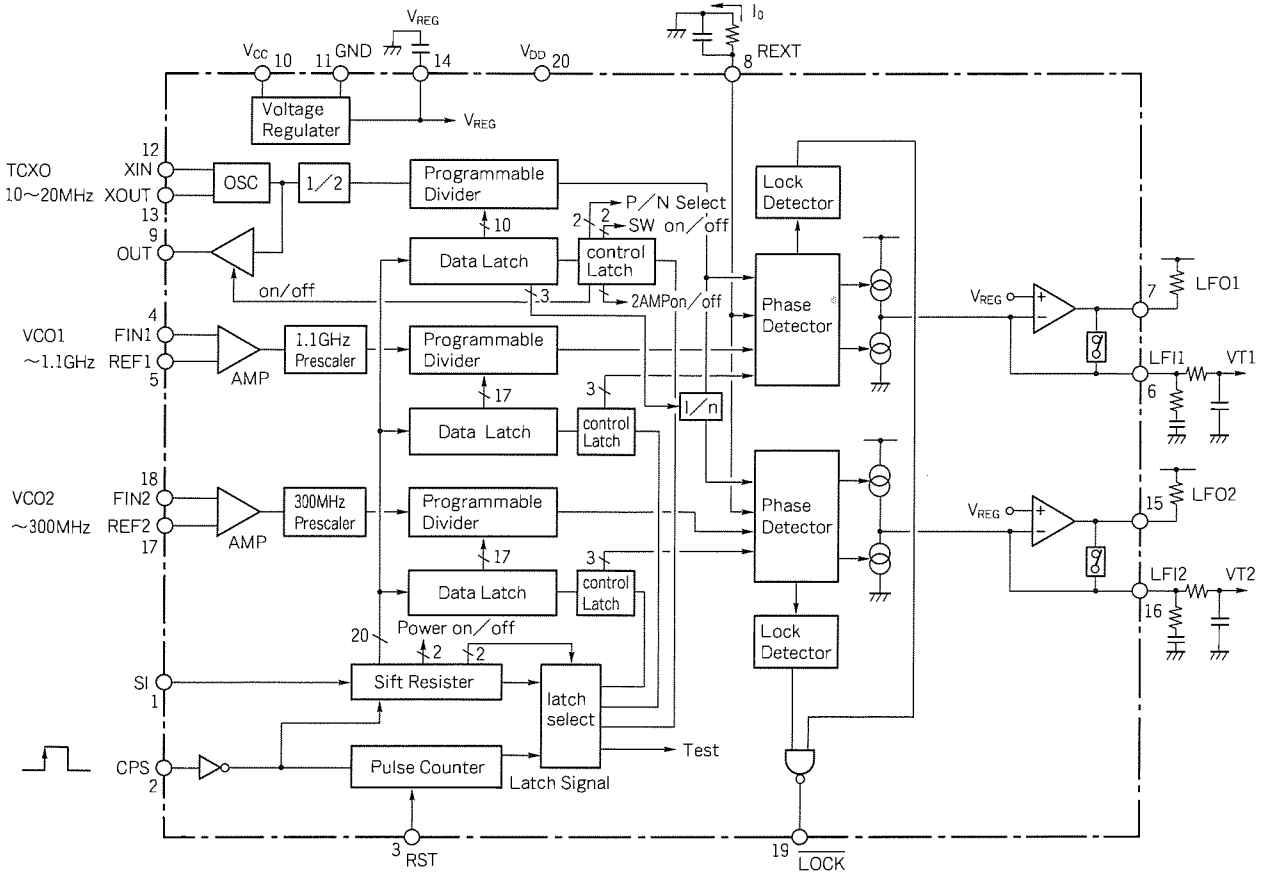 I₀
VREG
VCC 10
11 GND
14
VDD 20
8 REXT
Voltage
Regulater
VREG
12
XIN
TCXO
10～20MHz XOUT
13
OSC
1／2
Programmable
Divider
Lock
Detector
P／N Select
2
2
SW on／off
9
OUT
10
Data Latch
control
Latch
on／off
3
2AMPon／off
Phase
Detector
VREG
+
−
7
LFO1
4
FIN1
VCO1
～1.1GHz REF1
5
AMP
1.1GHz
Prescaler
Programmable
Divider
LFI1
VT1
6
17
3
1／n
Data Latch
control
Latch
18
FIN2
VCO2
～300MHz REF2
17
AMP
300MHz
Prescaler
Programmable
Divider
Phase
Detector
VREG
+
−
15
LFO2
17
3
Data Latch
control
Latch
LFI2
VT2
16
20
Power on／off
2
2
Lock
Detector
SI
1
Sift Resister
latch
select
Test
CPS
2
Pulse Counter
Latch Signal
3 RST
19 LOCK